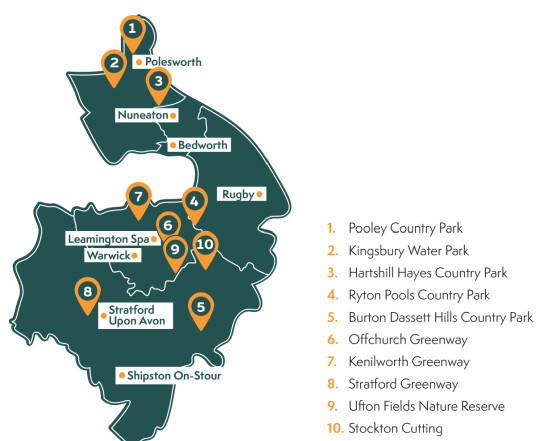 1
Polesworth
2
3
Nuneaton
Bedworth
Rugby
7
4
6
Leamington Spa
10
9
Warwick
8
Stratford
Upon Avon
5
Shipston On-Stour
1. Pooley Country Park
2. Kingsbury Water Park
3. Hartshill Hayes Country Park
4. Ryton Pools Country Park
5. Burton Dassett Hills Country Park
6. Offchurch Greenway
7. Kenilworth Greenway
8. Stratford Greenway
9. Ufton Fields Nature Reserve
10. Stockton Cutting